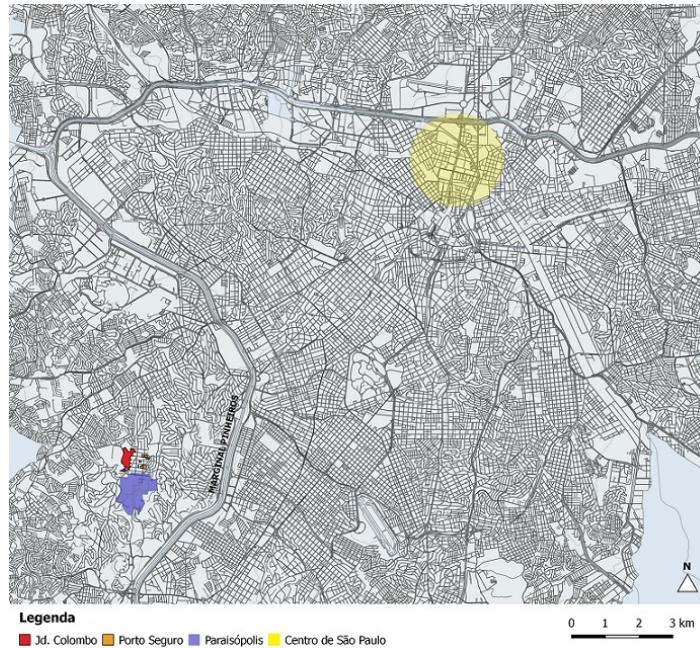 MARGINAL PINHEIROS
N
Legenda
Jd. Colombo Porto Seguro Paraisópolis Centro de São Paulo
0 1 2 3 km